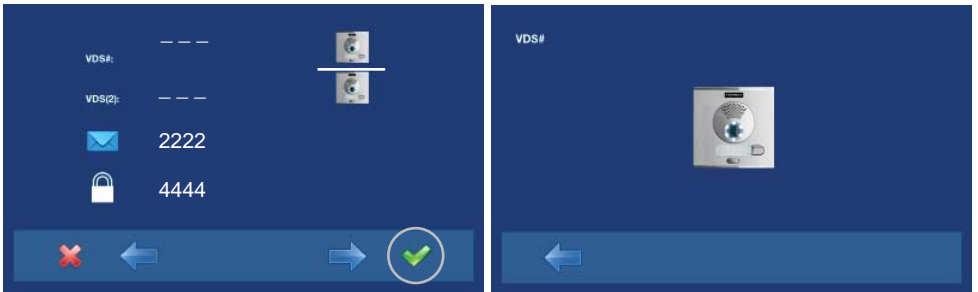 VDS#:
— — —
VDS(2):
— — —
2222
4444
VDS#